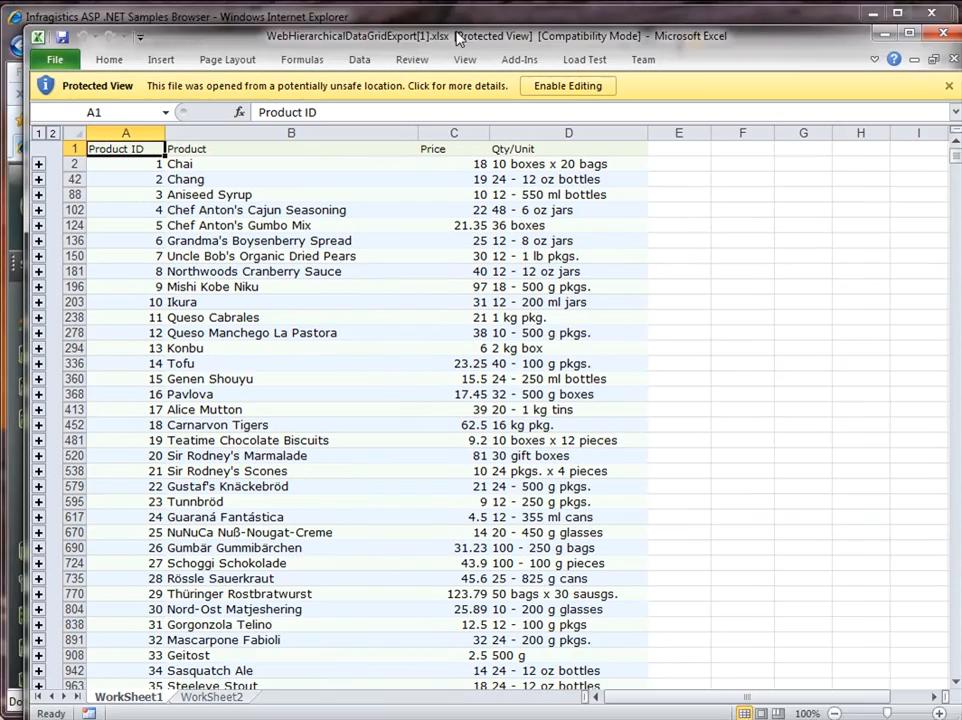 Infragistics ASP .NET Samples Browser - Windows Internet Explorer
WebHierarchicalDataGridExport[1].xlsx [Protected View] [Compatibility Mode] - Microsoft Excel
File Home Insert Page Layout Formulas Data Review View Add-Ins Load Test Team
Protected View This file was opened from a potentially unsafe location. Click for more details. Enable Editing
A1 fx Product ID
1 2 A B C D E F G H I
1 Product ID Product Price Qty/Unit
2 1 Chai 18 10 boxes x 20 bags
42 2 Chang 19 24 - 12 oz bottles
88 3 Aniseed Syrup 10 12 - 550 ml bottles
102 4 Chef Anton's Cajun Seasoning 22 48 - 6 oz jars
124 5 Chef Anton's Gumbo Mix 21.35 36 boxes
136 6 Grandma's Boysenberry Spread 25 12 - 8 oz jars
150 7 Uncle Bob's Organic Dried Pears 30 12 - 1 lb pkgs.
181 8 Northwoods Cranberry Sauce 40 12 - 12 oz jars
196 9 Mishi Kobe Niku 97 18 - 500 g pkgs.
203 10 Ikura 31 12 - 200 ml jars
238 11 Queso Cabrales 21 1 kg pkg.
278 12 Queso Manchego La Pastora 38 10 - 500 g pkgs.
294 13 Konbu 6 2 kg box
336 14 Tofu 23.25 40 - 100 g pkgs.
360 15 Genen Shouyu 15.5 24 - 250 ml bottles
368 16 Pavlova 17.45 32 - 500 g boxes
413 17 Alice Mutton 39 20 - 1 kg tins
452 18 Carnarvon Tigers 62.5 16 kg pkg.
481 19 Teatime Chocolate Biscuits 9.2 10 boxes x 12 pieces
520 20 Sir Rodney's Marmalade 81 30 gift boxes
538 21 Sir Rodney's Scones 10 24 pkgs. x 4 pieces
579 22 Gustaf's Knäckebröd 21 24 - 500 g pkgs.
595 23 Tunnbröd 9 12 - 250 g pkgs.
617 24 Guaraná Fantástica 4.5 12 - 355 ml cans
670 25 NuNuCa Nuß-Nougat-Creme 14 20 - 450 g glasses
690 26 Gumbär Gummibärchen 31.23 100 - 250 g bags
724 27 Schoggi Schokolade 43.9 100 - 100 g pieces
735 28 Rössle Sauerkraut 45.6 25 - 825 g cans
770 29 Thüringer Rostbratwurst 123.79 50 bags x 30 sausgs.
804 30 Nord-Ost Matjeshering 25.89 10 - 200 g glasses
838 31 Gorgonzola Telino 12.5 12 - 100 g pkgs
891 32 Mascarpone Fabioli 32 24 - 200 g pkgs.
908 33 Geitost 2.5 500 g
942 34 Sasquatch Ale 14 24 - 12 oz bottles
963 35 Steeleye Stout 18 24 - 12 oz bottles
WorkSheet1 WorkSheet2
Ready 100%